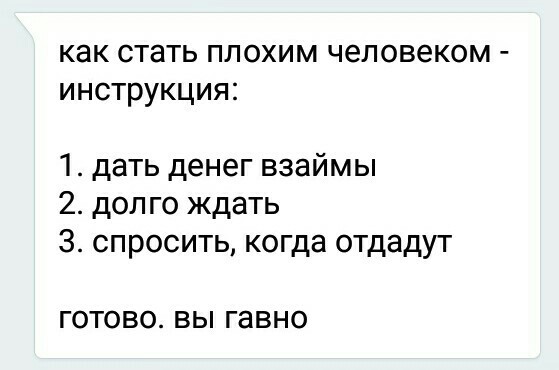 как стать плохим человеком -
инструкция:
1. дать денег взаймы
2. долго ждать
3. спросить, когда отдадут
готово. вы гавно